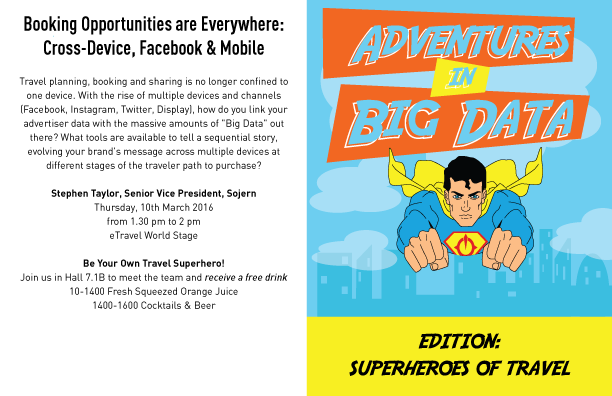 Booking Opportunities are Everywhere:
Cross-Device, Facebook & Mobile
Travel planning, booking and sharing is no longer confined to
one device. With the rise of multiple devices and channels
(Facebook, Instagram, Twitter, Display), how do you link your
advertiser data with the massive amounts of "Big Data" out
there? What tools are available to tell a sequential story,
evolving your brand's message across multiple devices at
different stages of the traveler path to purchase?
Stephen Taylor, Senior Vice President, Sojern
Thursday, 10th March 2016
from 1.30 pm to 2 pm
eTravel World Stage
Be Your Own Travel Superhero!
Join us in Hall 7.1B to meet the team and receive a free drink
10-1400 Fresh Squeezed Orange Juice
1400-1600 Cocktails & Beer
ADVENTURES
IN
BIG DATA
EDITION:
SUPERHEROES OF TRAVEL